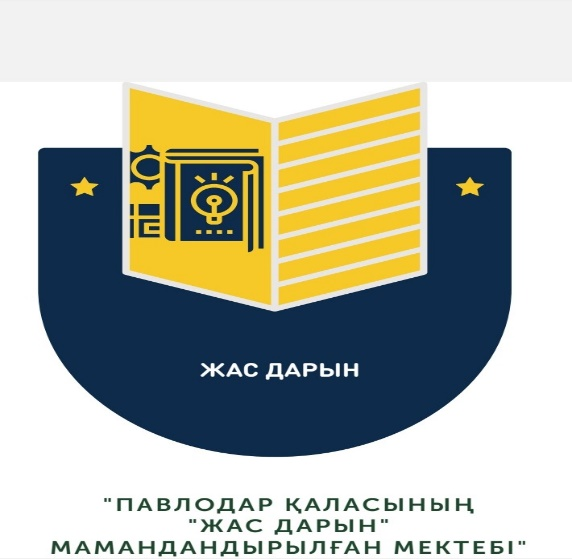 ЖАС ДАРЫН
"ПАВЛОДАР ҚАЛАСЫНЫҢ
"ЖАС ДАРЫН"
МАМАНДАНДЫРЫЛҒАН МЕКТЕБІ"